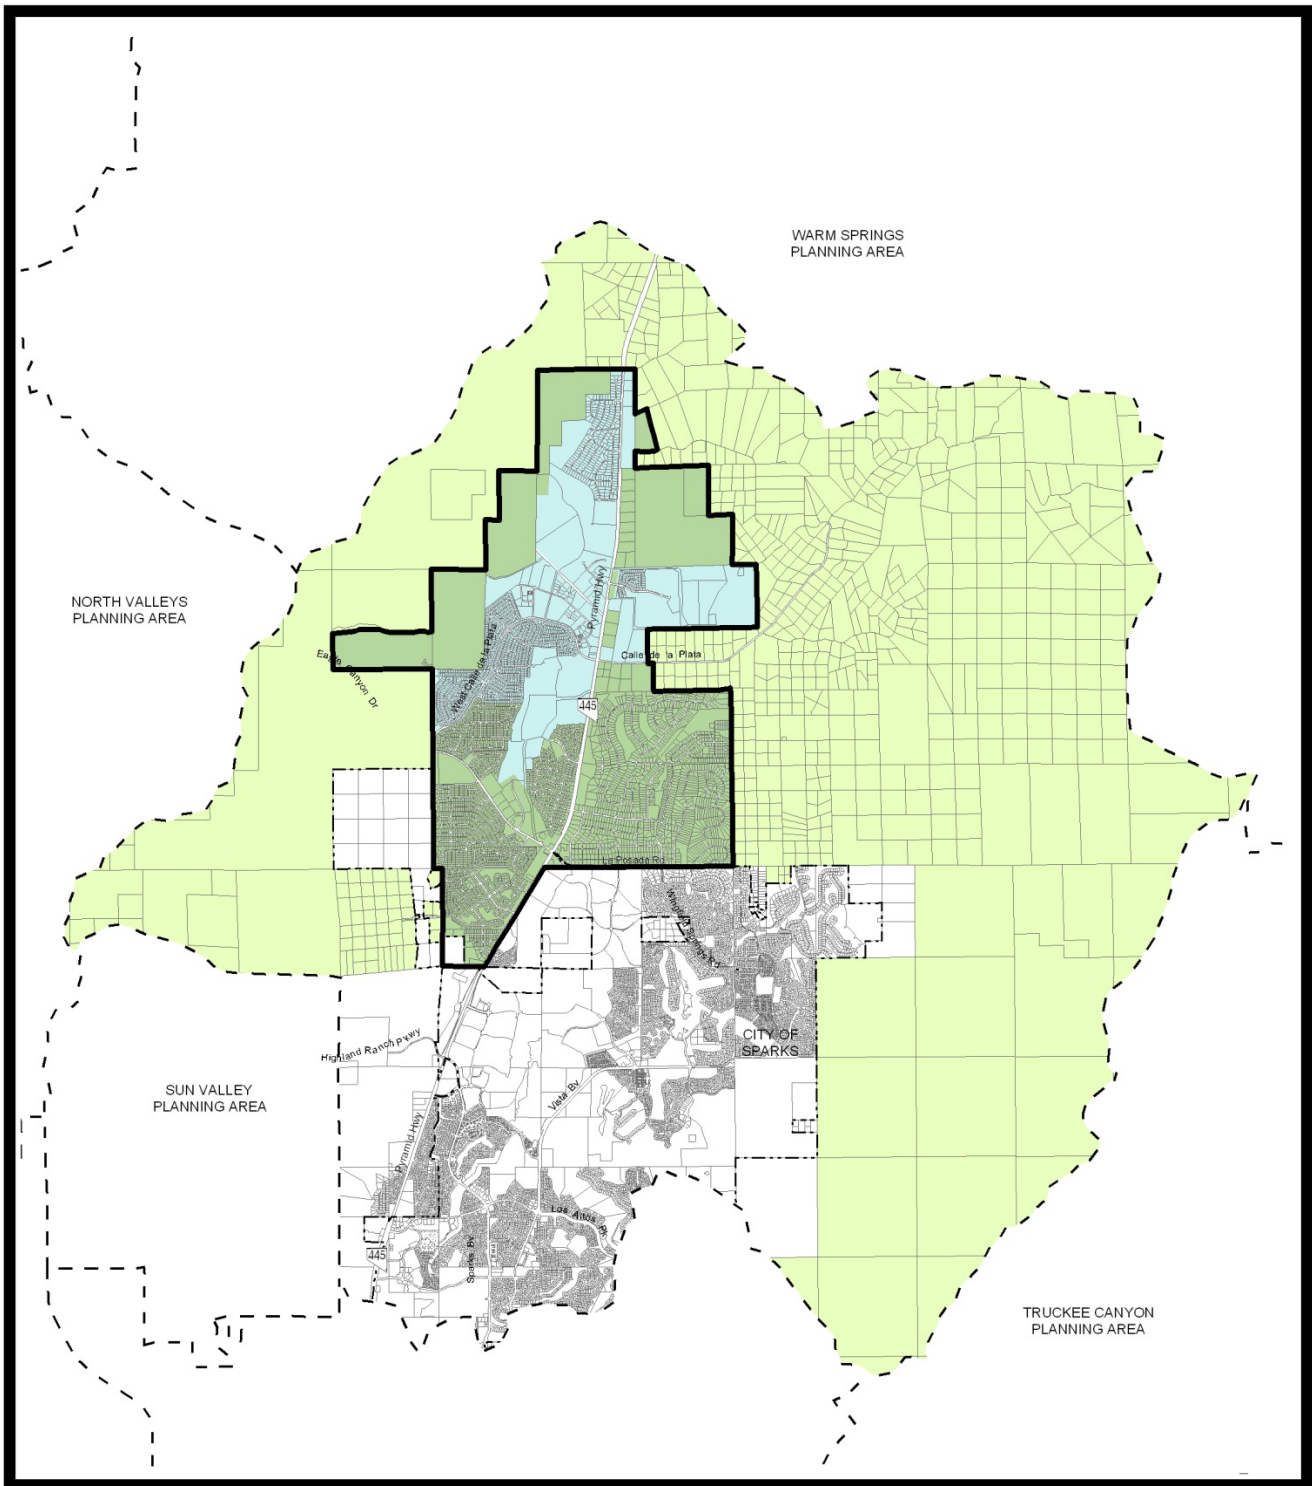 WARM SPRINGS
PLANNING AREA
NORTH VALLEYS
PLANNING AREA
Pyramid Hwy
West Calle de la Plata
Calle de la Plata
Eagle Canyon Dr
445
La Posada Rd
Wingfield Springs Rd
CITY OF
SPARKS
Highland Ranch Pkwy
SUN VALLEY
PLANNING AREA
Vista Bv
Pyramid Hwy
Los Altos Pk
Sparks Bv
445
TRUCKEE CANYON
PLANNING AREA